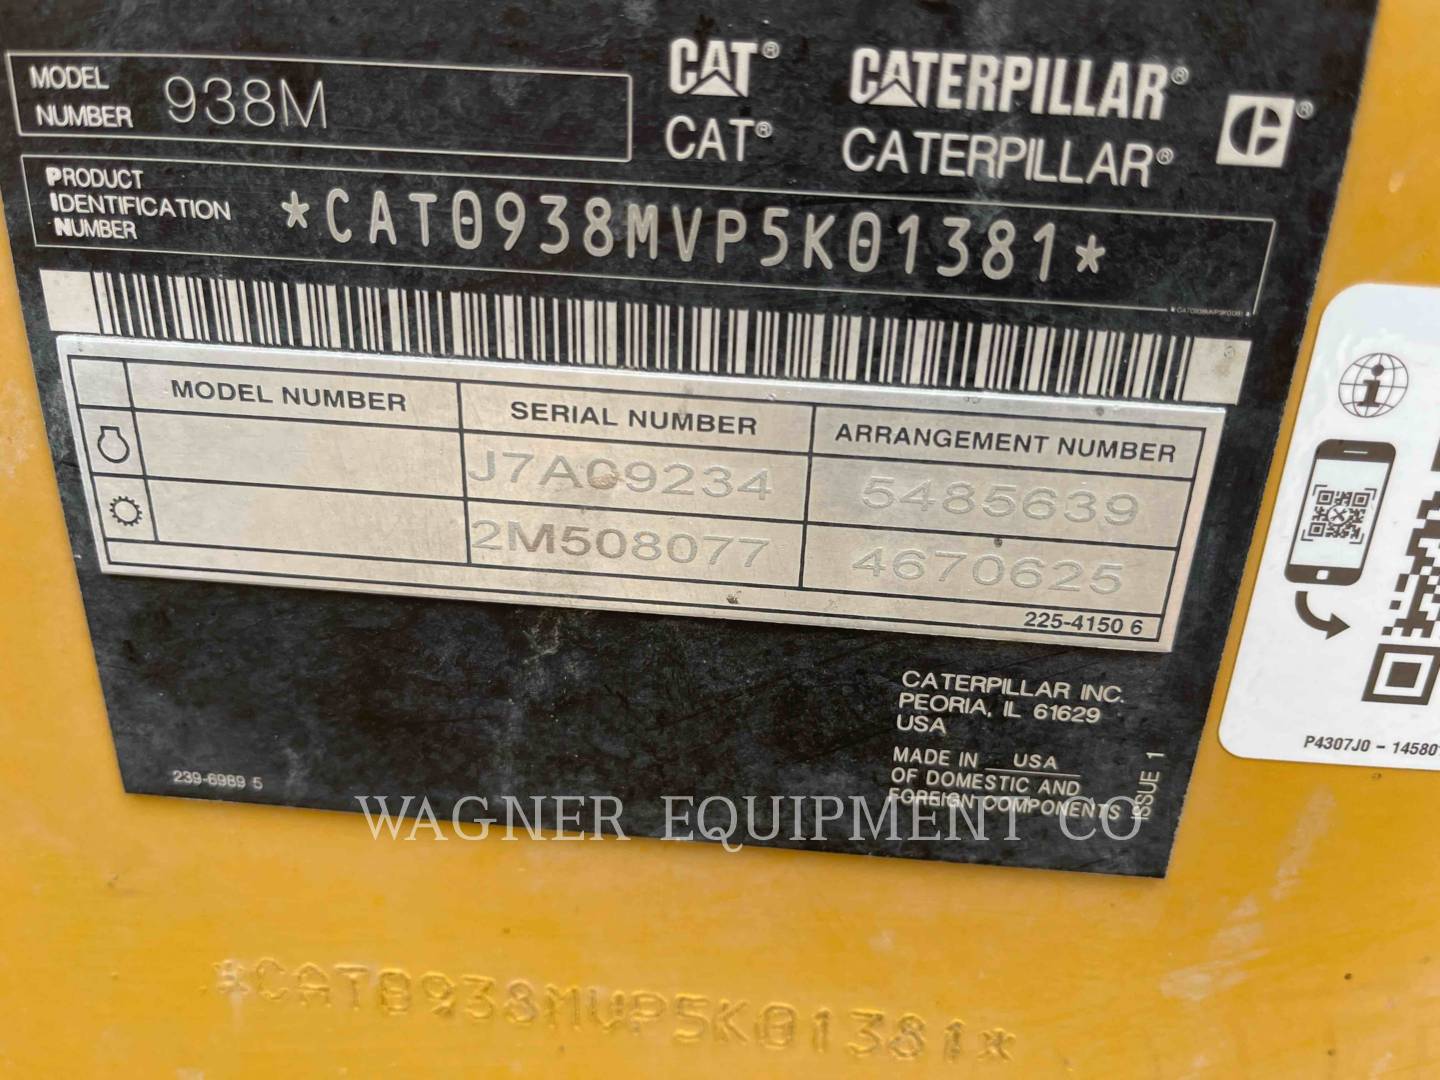 MODEL NUMBER 938M
CAT® CATERPILLAR®
CAT® CATERPILLAR®
PRODUCT IDENTIFICATION NUMBER *CAT0938MVP5K01381*
MODEL NUMBER SERIAL NUMBER ARRANGEMENT NUMBER
J7A09234 5485639
2M508077 4670625
225-4150 6
CATERPILLAR INC.
PEORIA, IL 61629
USA
MADE IN USA
OF DOMESTIC AND
FOREIGN COMPONENTS
ISSUE 1
239-6989 5
WAGNER EQUIPMENT CO
*CAT0938MVP5K01381*
P4307J0 - 14580